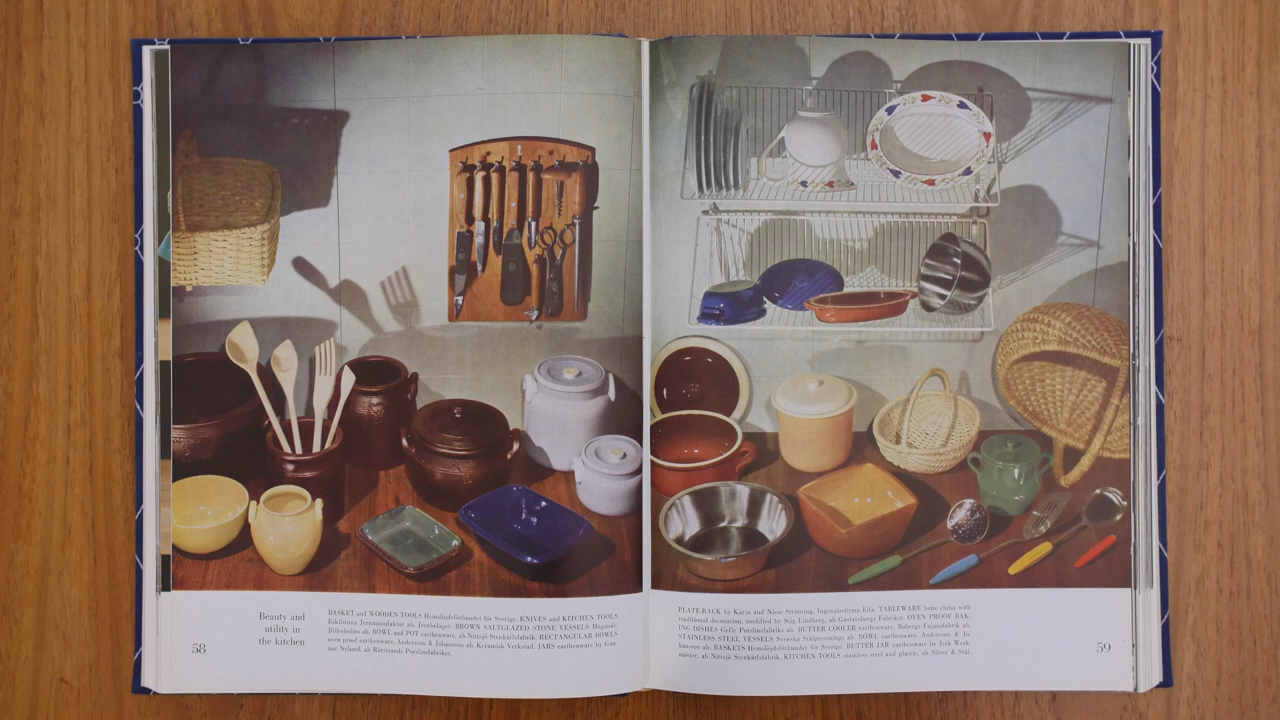 Beauty and
utility in
the kitchen
58
BASKET and WOODEN TOOLS Hemslöjdsförbundet för Sverige. KNIVES and KITCHEN TOOLS
Eskilstuna Jernmanufaktur ab, Jernbolaget. BROWN SALTGLAZED STONE VESSELS Höganäs-
Billesholms ab. BOWL and POT earthenware, ab Nittsjö Stenkärlsfabrik. RECTANGULAR BOWLS
oven proof earthenware, Andersson & Johansson ab, Keramisk Verkstad. JARS earthenware by Gun-
nar Nylund, ab Rörstrands Porslinsfabriker.
PLATE-RACK by Karin and Nisse Strinning, Ingenjörsfirma Elfa. TABLEWARE bone china with
traditional decoration, modified by Stig Lindberg, ab Gustavsbergs Fabriker. OVEN PROOF BAK-
ING DISHES Gefle Porslinsfabriks ab. BUTTER COOLER earthenware, Bobergs Fajansfabrik ab.
STAINLESS STEEL VESSELS Svenska Stålpressnings ab. BOWL earthenware, Andersson & Jo-
hansson ab. BASKETS Hemslöjdsförbundet för Sverige. BUTTER JAR earthenware by Jerk Werk-
mäster, ab Nittsjö Stenkärlsfabrik. KITCHEN TOOLS stainless steel and plastic, ab Silver & Stål.
59